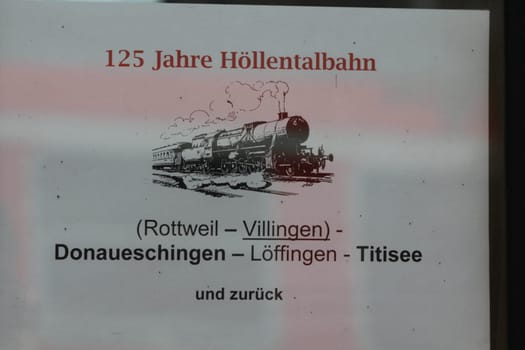 125 Jahre Höllentalbahn
(Rottweil – Villingen) -
Donaueschingen – Löffingen - Titisee
und zurück